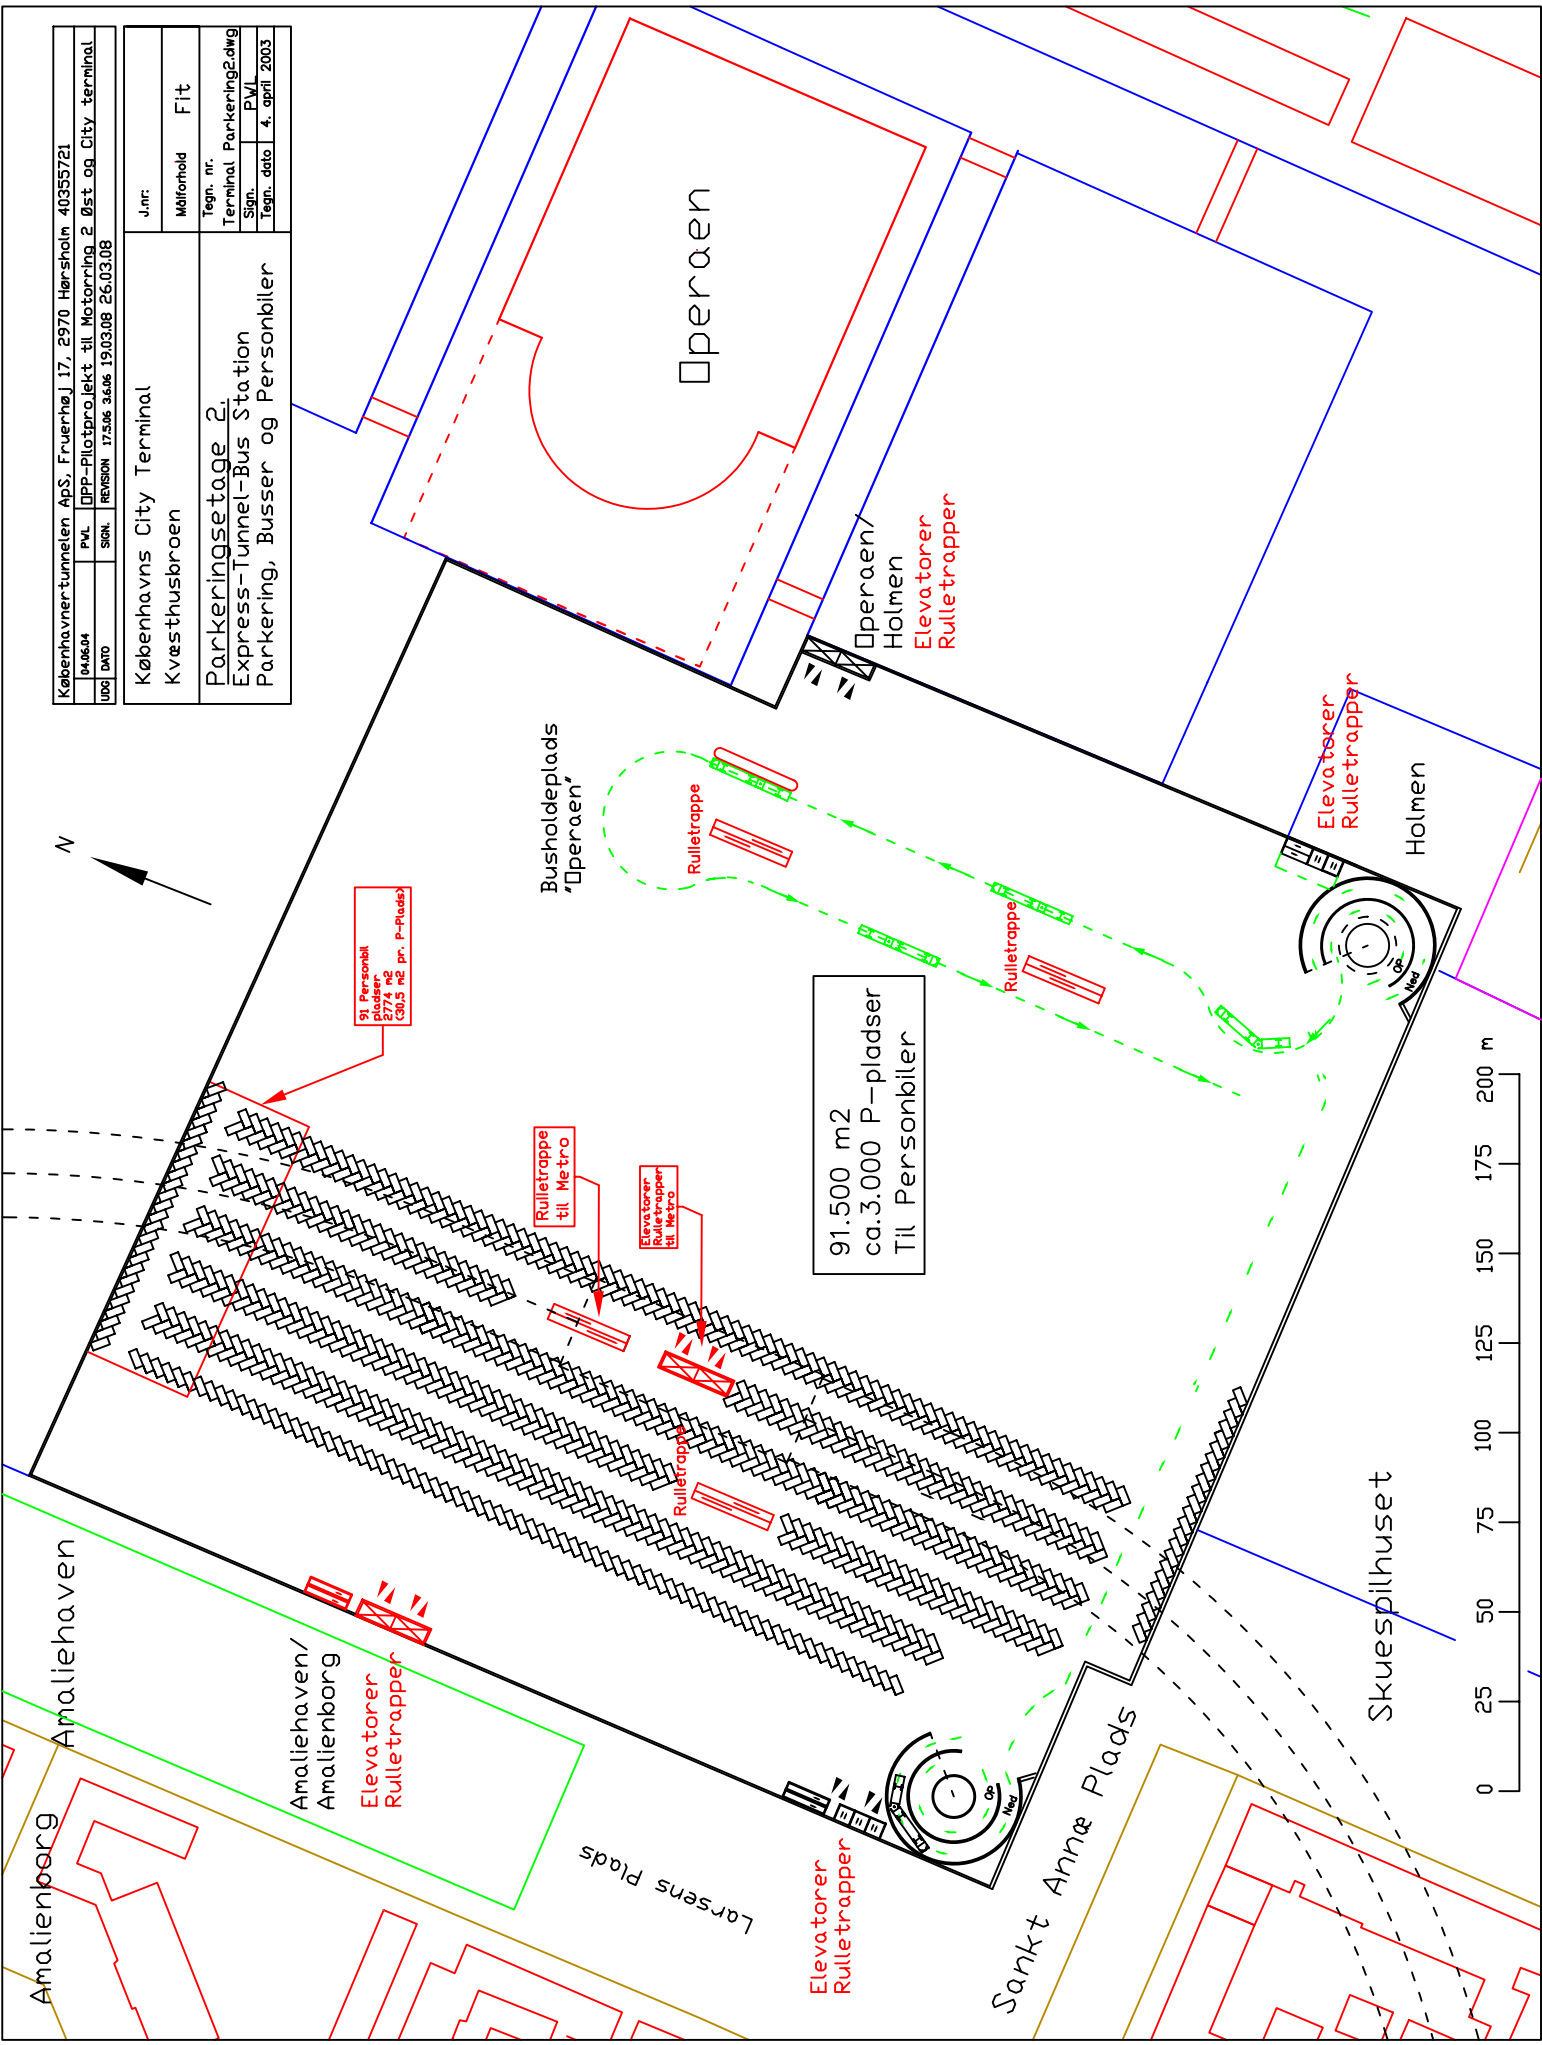 Københavnertunnelen ApS, Fruerhøj 17, 2970 Hørsholm 40355721
04.06.04 PWL OPP-Pilotprojekt til Motorring 2 Øst og City terminal
UDG DATO SIGN. REVISION 17.5.06 3.6.06 19.03.08 26.03.08
Københavns City Terminal
Kvæsthusbroen
J.nr:
Målforhold Fit
Parkeringsetage 2.
Express-Tunnel-Bus Station
Parkering, Busser og Personbiler
Tegn. nr.
Terminal Parkering2.dwg
Sign. PWL
Tegn. dato 4. april 2003
N
Operaen
Operaen/
Holmen
Elevatorer
Rulletrapper
Busholdeplads
"Operaen"
Rulletrappe
Rulletrappe
Elevatorer
Rulletrapper
Holmen
OP
Ned
91 Personbil
pladser
2774 m2
(30,5 m2 pr. P-Plads)
Rulletrappe
til Metro
Elevatorer
Rulletrapper
til Metro
Rulletrappe
91.500 m2
ca.3.000 P-pladser
Til Personbiler
Amaliehaven
Amalienborg
Amaliehaven/
Amalienborg
Elevatorer
Rulletrapper
Larsens Plads
Elevatorer
Rulletrapper
OP
Ned
Sankt Annæ Plads
Skuespilhuset
0 25 50 75 100 125 150 175 200 m